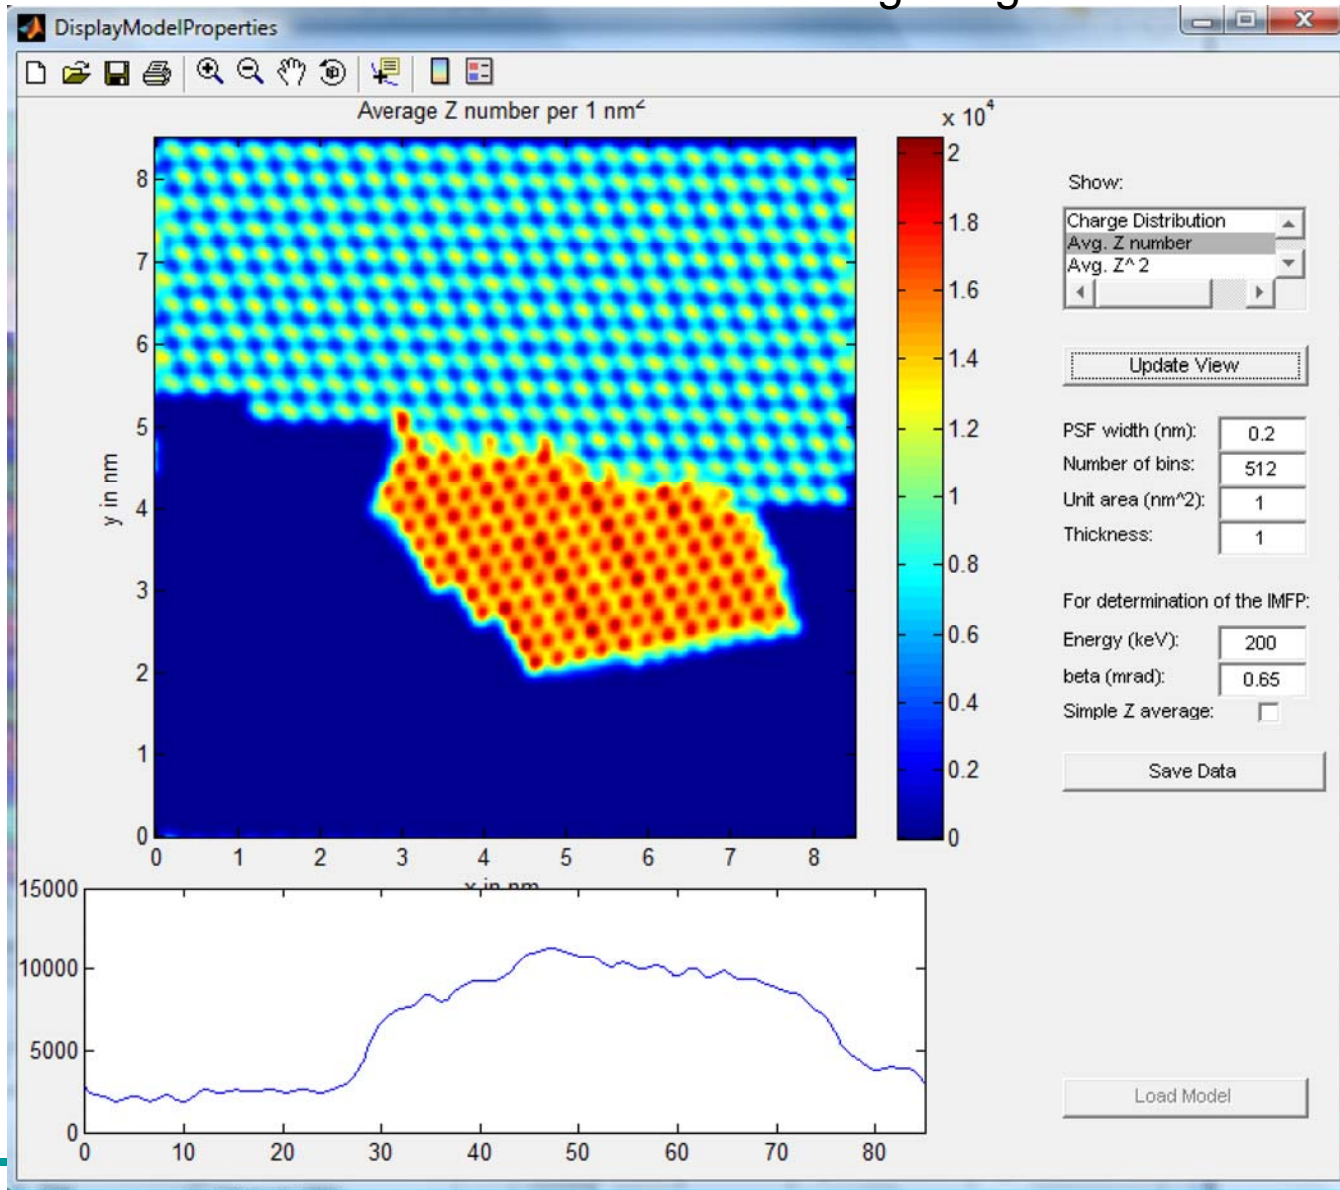 DisplayModelProperties
Average Z number per 1 nm²
x 10⁴
8
7
6
5
4
3
2
1
0
y in nm
0 1 2 3 4 5 6 7 8
x in nm
2
1.8
1.6
1.4
1.2
1
0.8
0.6
0.4
0.2
0
Show:
Charge Distribution
Avg. Z number
Avg. Z^2
Update View
PSF width (nm): 0.2
Number of bins: 512
Unit area (nm^2): 1
Thickness: 1
For determination of the IMFP:
Energy (keV): 200
beta (mrad): 0.65
Simple Z average:
Save Data
Load Model
15000
10000
5000
0
0 10 20 30 40 50 60 70 80